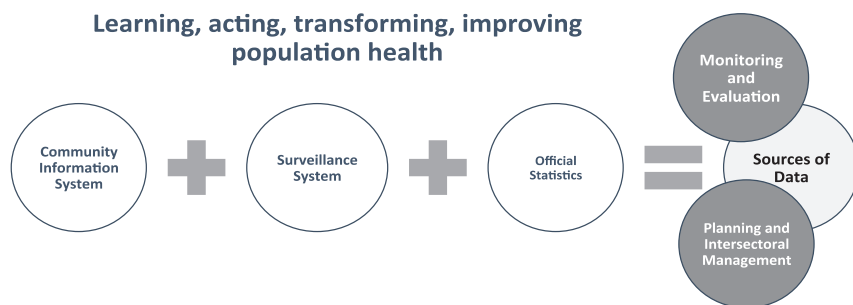 Learning, acting, transforming, improving
population health
Community
Information
System
Surveillance
System
Official
Statistics
Monitoring
and
Evaluation
Sources of
Data
Planning and
Intersectoral
Management